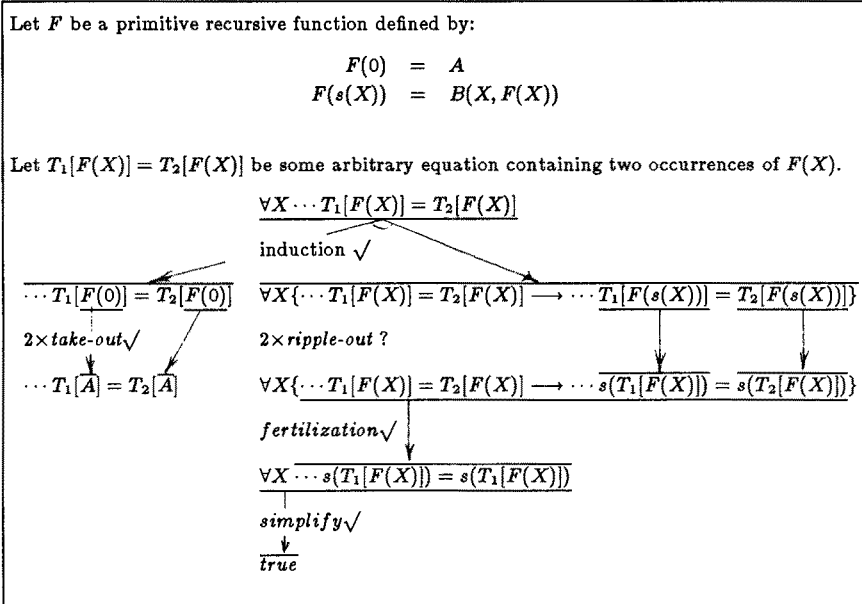 Let F be a primitive recursive function defined by:
F(0) = A
F(s(X)) = B(X, F(X))
Let T₁[F(X)] = T₂[F(X)] be some arbitrary equation containing two occurrences of F(X).
∀X ⋯ T₁[F(X)] = T₂[F(X)]
induction √
⋯ T₁[F(0)] = T₂[F(0)] ∀X{⋯ T₁[F(X)] = T₂[F(X)] ⟶ ⋯ T₁[F(s(X))] = T₂[F(s(X))]}
2×take-out√ 2×ripple-out ?
⋯ T₁[A] = T₂[A] ∀X{⋯ T₁[F(X)] = T₂[F(X)] ⟶ ⋯ s(T₁[F(X)]) = s(T₂[F(X)])}
fertilization√
∀X ⋯ s(T₁[F(X)]) = s(T₁[F(X)])
simplify√
true